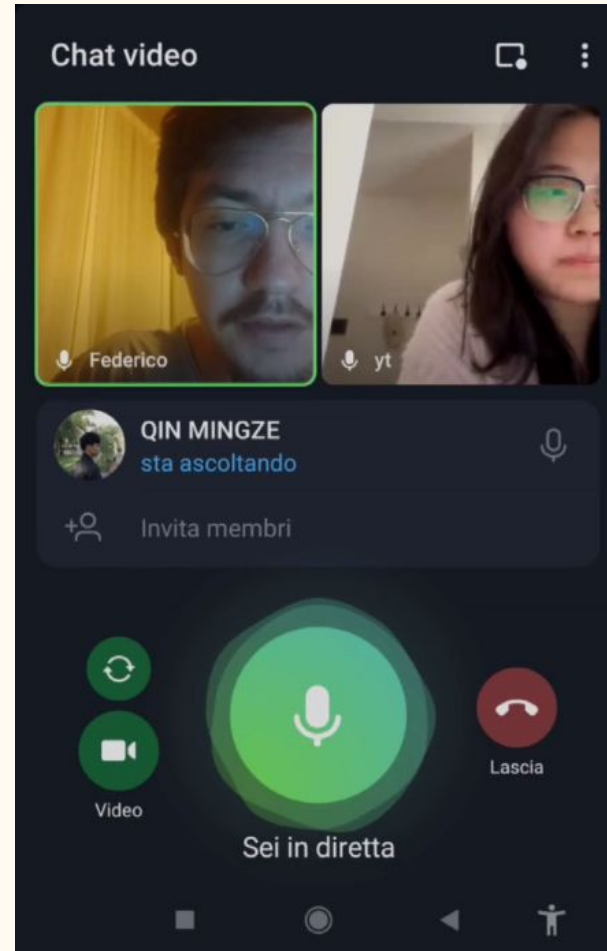 Chat video
Federico
yt
QIN MINGZE
sta ascoltando
Invita membri
Video
Lascia
Sei in diretta